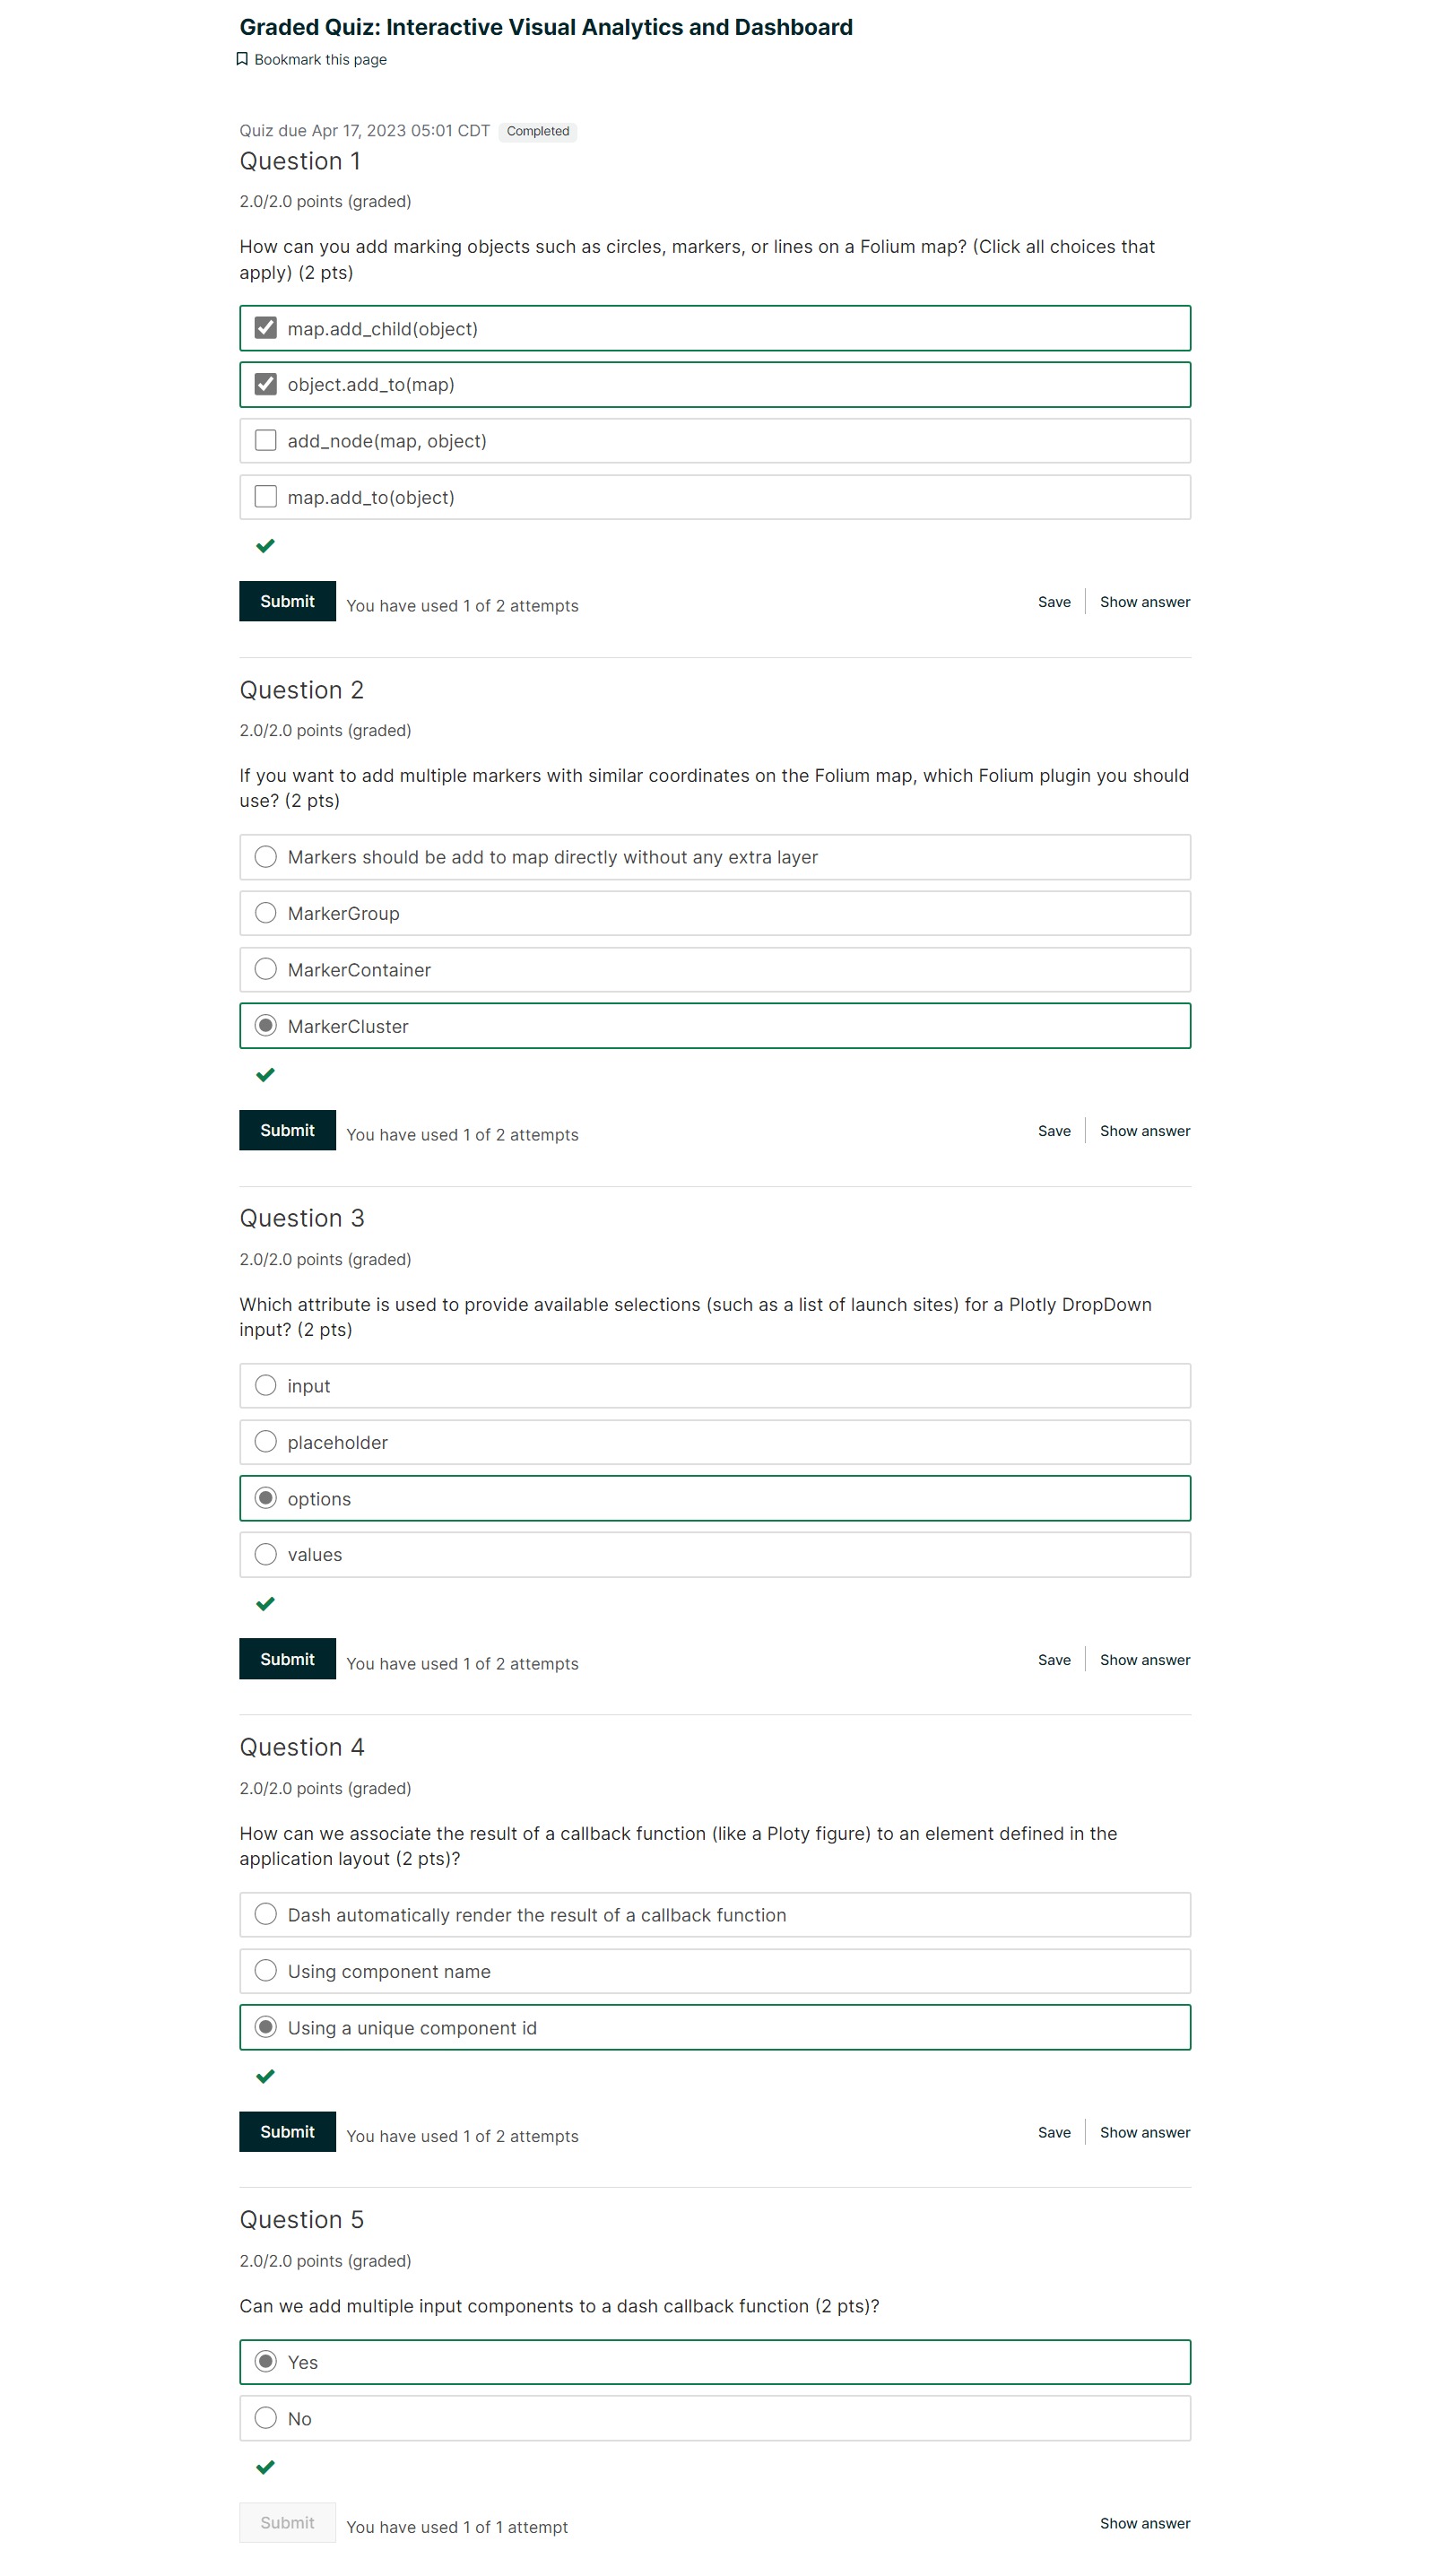 Graded Quiz: Interactive Visual Analytics and Dashboard
Bookmark this page
Quiz due Apr 17, 2023 05:01 CDT Completed
Question 1
2.0/2.0 points (graded)
How can you add marking objects such as circles, markers, or lines on a Folium map? (Click all choices that
apply) (2 pts)
map.add_child(object)
object.add_to(map)
add_node(map, object)
map.add_to(object)
Submit You have used 1 of 2 attempts Save Show answer
Question 2
2.0/2.0 points (graded)
If you want to add multiple markers with similar coordinates on the Folium map, which Folium plugin you should
use? (2 pts)
Markers should be add to map directly without any extra layer
MarkerGroup
MarkerContainer
MarkerCluster
Submit You have used 1 of 2 attempts Save Show answer
Question 3
2.0/2.0 points (graded)
Which attribute is used to provide available selections (such as a list of launch sites) for a Plotly DropDown
input? (2 pts)
input
placeholder
options
values
Submit You have used 1 of 2 attempts Save Show answer
Question 4
2.0/2.0 points (graded)
How can we associate the result of a callback function (like a Ploty figure) to an element defined in the
application layout (2 pts)?
Dash automatically render the result of a callback function
Using component name
Using a unique component id
Submit You have used 1 of 2 attempts Save Show answer
Question 5
2.0/2.0 points (graded)
Can we add multiple input components to a dash callback function (2 pts)?
Yes
No
Submit You have used 1 of 1 attempt Show answer